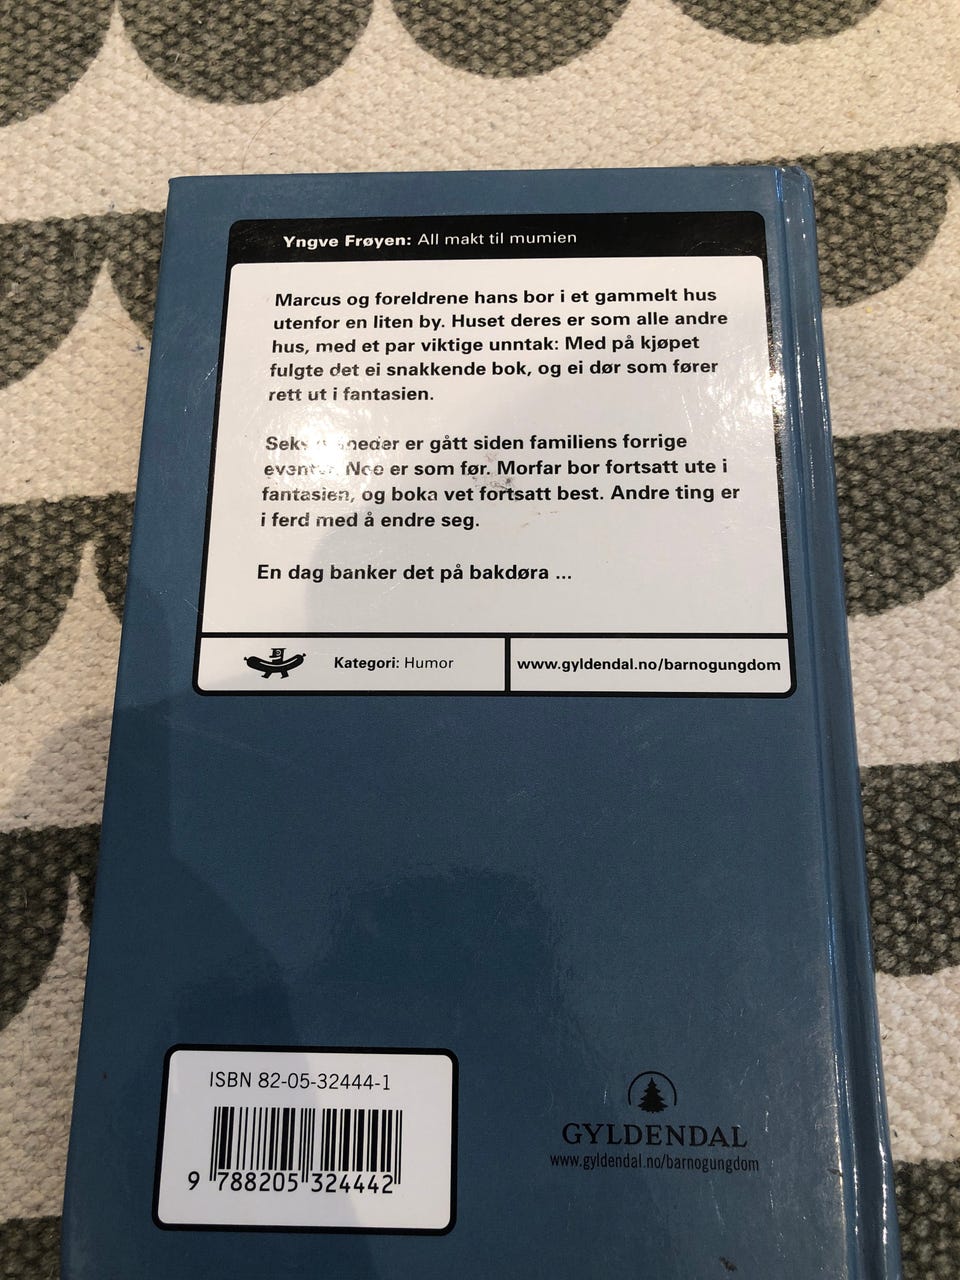 Yngve Frøyen: All makt til mumien
Marcus og foreldrene hans bor i et gammelt hus
utenfor en liten by. Huset deres er som alle andre
hus, med et par viktige unntak: Med på kjøpet
fulgte det ei snakkende bok, og ei dør som fører
rett ut i fantasien.
er gått siden familiens forrige
er som før. Morfar bor fortsatt ute i
fantasien, og boka vet fortsatt best. Andre ting er
i ferd med å endre seg.
En dag banker det på bakdøra ...
Kategori: Humor
www.gyldendal.no/barnogungdom
ISBN 82-05-32444-1
9 788205 324442
GYLDENDAL
www.gyldendal.no/barnogungdom